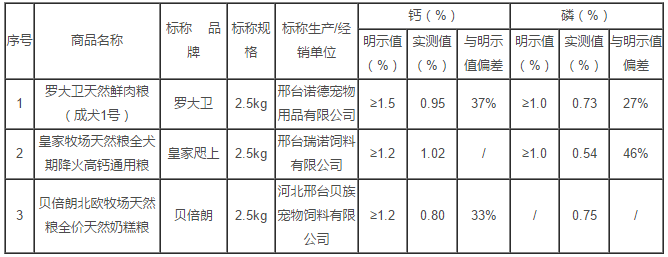 序号 商品名称 标称 品牌 标称规格 标称生产/经销单位 钙（%） 磷（%）
明示值（%） 实测值（%） 与明示值偏差 明示值（%） 实测值（%） 与明示值偏差
1 罗大卫天然鲜肉粮（成犬1号） 罗大卫 2.5kg 邢台诺德宠物用品有限公司 ≥1.5 0.95 37% ≥1.0 0.73 27%
2 皇家牧场天然粮全犬期降火高钙通用粮 皇家咫上 2.5kg 邢台瑞诺饲料有限公司 ≥1.2 1.02 / ≥1.0 0.54 46%
3 贝倍朗北欧牧场天然粮全价天然奶糕粮 贝倍朗 2.5kg 河北邢台贝族宠物饲料有限公司 ≥1.2 0.80 33% / 0.75 /